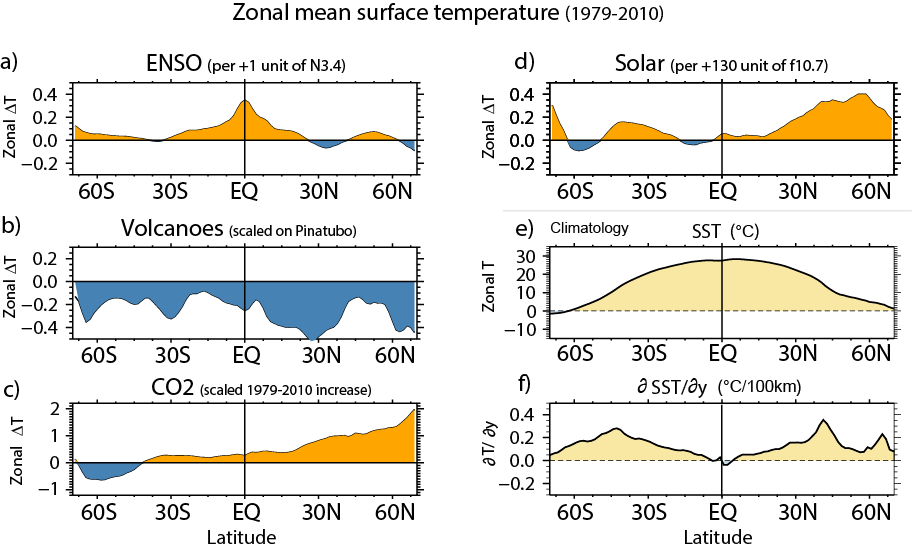 Zonal mean surface temperature (1979-2010)
a) ENSO (per +1 unit of N3.4)
Zonal ΔT
0.4
0.2
0.0
−0.2
60S 30S EQ 30N 60N
b) Volcanoes (scaled on Pinatubo)
Zonal ΔT
0.2
0.0
−0.2
−0.4
60S 30S EQ 30N 60N
c) CO2 (scaled 1979-2010 increase)
Zonal ΔT
2
1
0
−1
60S 30S EQ 30N 60N
Latitude
d) Solar (per +130 unit of f10.7)
Zonal ΔT
0.4
0.2
0.0
−0.2
60S 30S EQ 30N 60N
e) Climatology SST (°C)
Zonal T
30
20
10
0
−10
60S 30S EQ 30N 60N
f) ∂ SST/∂y (°C/100km)
∂T/ ∂y
0.4
0.2
0.0
−0.2
60S 30S EQ 30N 60N
Latitude